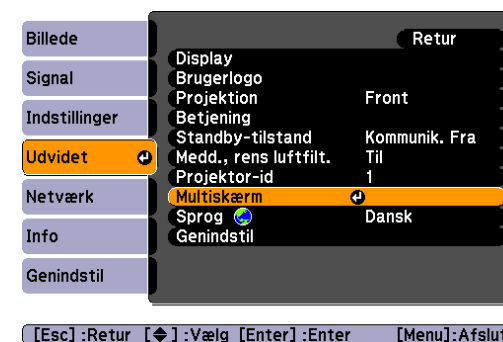 Billede
Signal
Indstillinger
Udvidet
Netværk
Info
Genindstil
Retur
Display
Brugerlogo
Projektion Front
Betjening
Standby-tilstand Kommunik. Fra
Medd., rens luftfilt. Til
Projektor-id 1
Multiskærm
Sprog Dansk
Genindstil
[Esc] :Retur [ ] :Vælg [Enter] :Enter [Menu]:Afslut